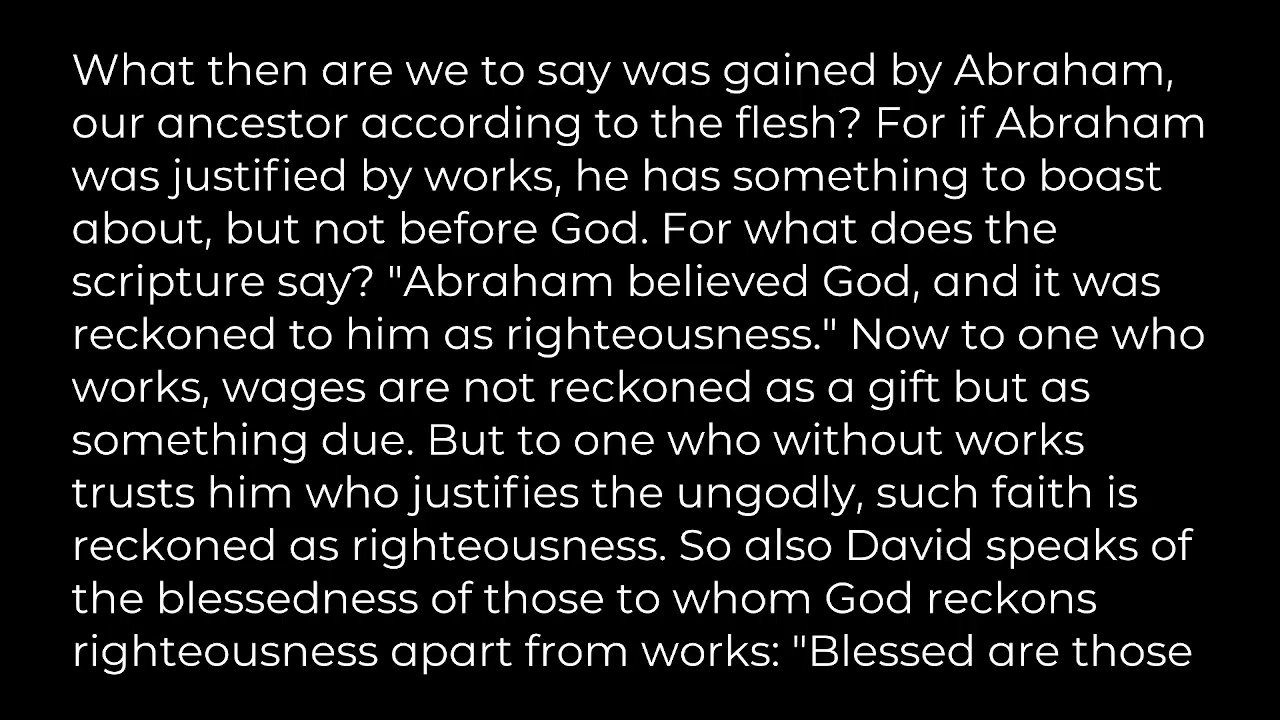 What then are we to say was gained by Abraham,
our ancestor according to the flesh? For if Abraham
was justified by works, he has something to boast
about, but not before God. For what does the
scripture say? "Abraham believed God, and it was
reckoned to him as righteousness." Now to one who
works, wages are not reckoned as a gift but as
something due. But to one who without works
trusts him who justifies the ungodly, such faith is
reckoned as righteousness. So also David speaks of
the blessedness of those to whom God reckons
righteousness apart from works: "Blessed are those